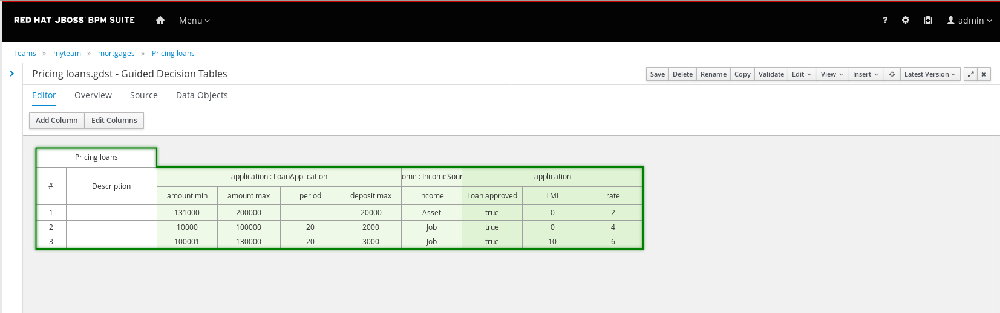 RED HAT JBOSS BPM SUITE Menu ? admin
Teams » myteam » mortgages » Pricing loans
Pricing loans.gdst - Guided Decision Tables Save Delete Rename Copy Validate Edit View Insert Latest Version
Editor Overview Source Data Objects
Add Column Edit Columns
Pricing loans
# Description application : LoanApplication ome : IncomeSour application
amount min amount max period deposit max income Loan approved LMI rate
1 131000 200000 20000 Asset true 0 2
2 10000 100000 20 2000 Job true 0 4
3 100001 130000 20 3000 Job true 10 6